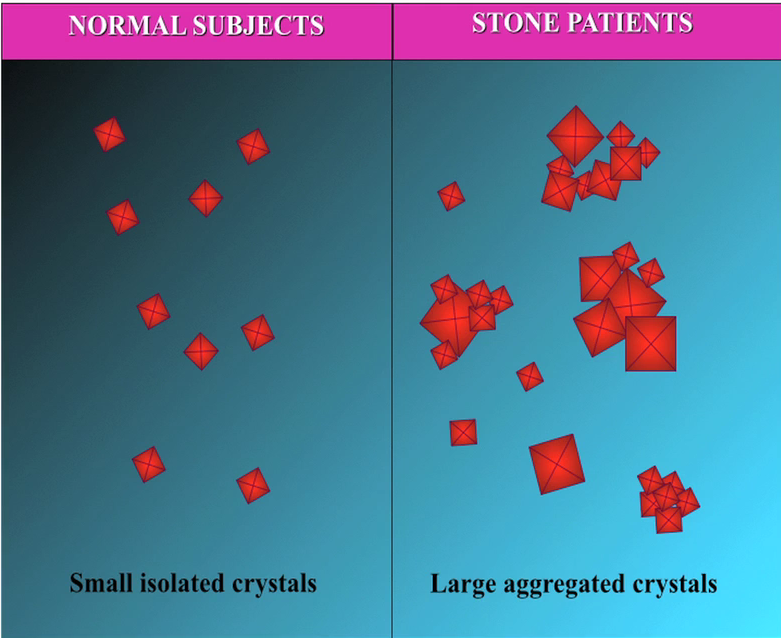 NORMAL SUBJECTS
STONE PATIENTS
Small isolated crystals
Large aggregated crystals